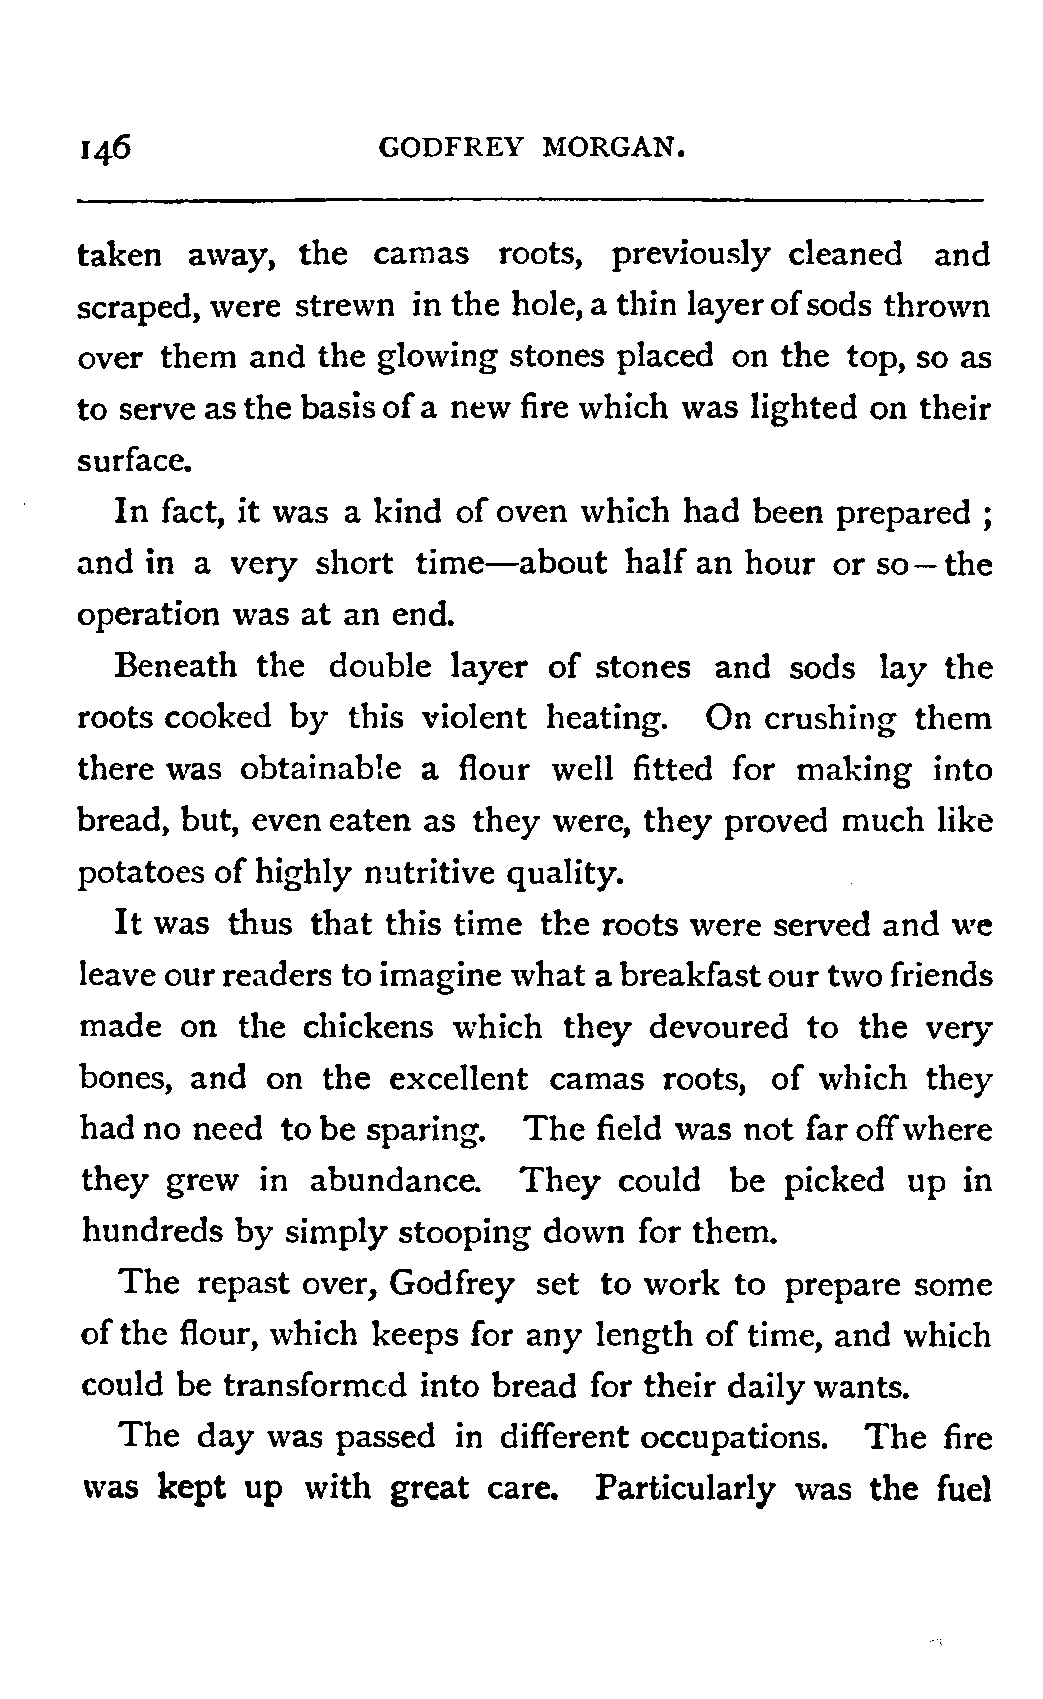 146 GODFREY MORGAN.
taken away, the camas roots, previously cleaned and
scraped, were strewn in the hole, a thin layer of sods thrown
over them and the glowing stones placed on the top, so as
to serve as the basis of a new fire which was lighted on their
surface.
In fact, it was a kind of oven which had been prepared ;
and in a very short time—about half an hour or so—the
operation was at an end.
Beneath the double layer of stones and sods lay the
roots cooked by this violent heating. On crushing them
there was obtainable a flour well fitted for making into
bread, but, even eaten as they were, they proved much like
potatoes of highly nutritive quality.
It was thus that this time the roots were served and we
leave our readers to imagine what a breakfast our two friends
made on the chickens which they devoured to the very
bones, and on the excellent camas roots, of which they
had no need to be sparing. The field was not far off where
they grew in abundance. They could be picked up in
hundreds by simply stooping down for them.
The repast over, Godfrey set to work to prepare some
of the flour, which keeps for any length of time, and which
could be transformed into bread for their daily wants.
The day was passed in different occupations. The fire
was kept up with great care. Particularly was the fuel